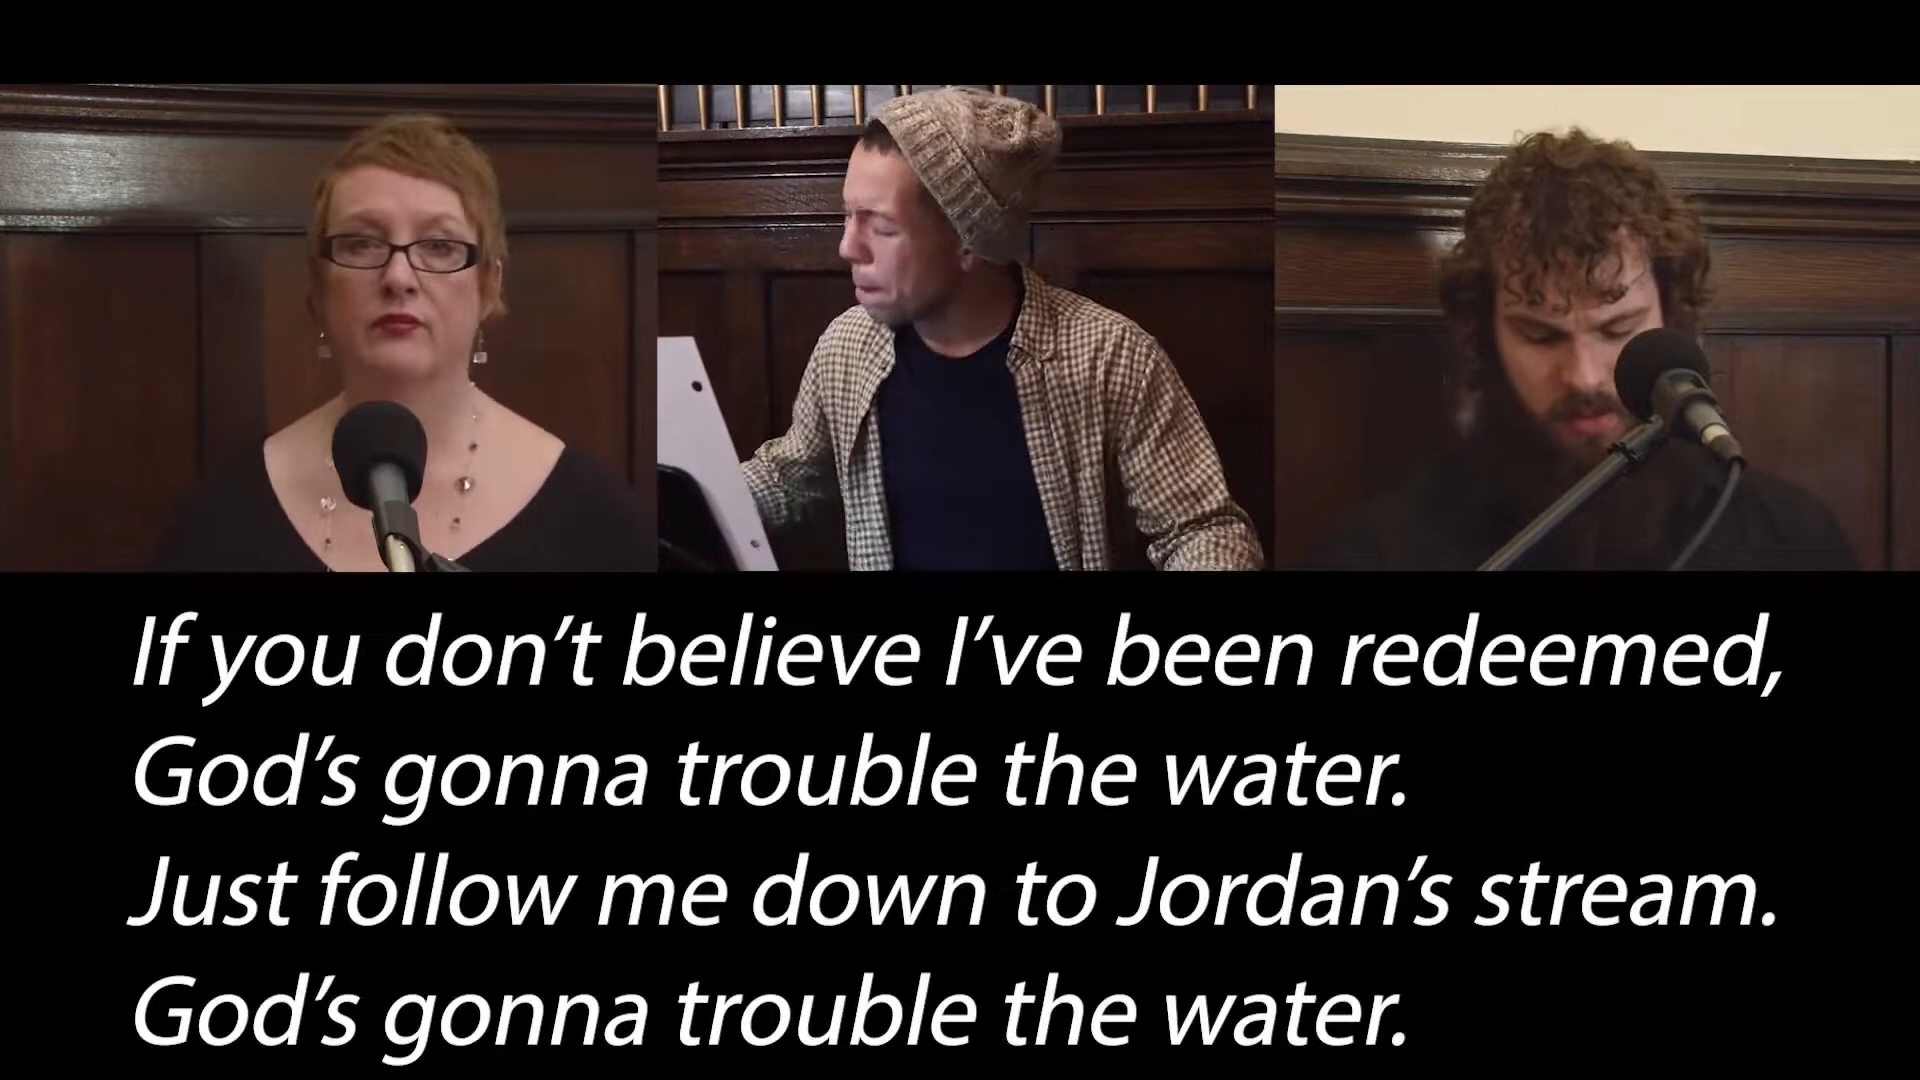 If you don’t believe I’ve been redeemed,
God’s gonna trouble the water.
Just follow me down to Jordan’s stream.
God’s gonna trouble the water.